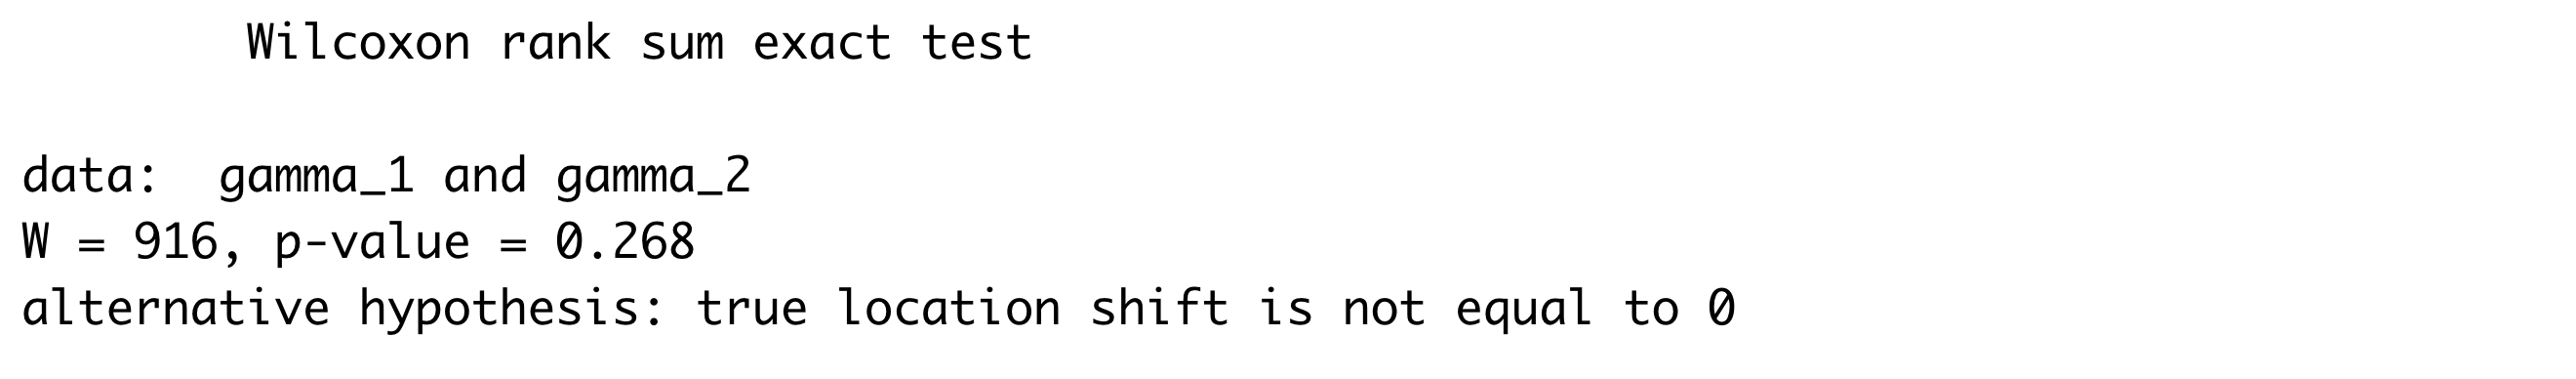 Wilcoxon rank sum exact test
data:  gamma_1 and gamma_2
W = 916, p-value = 0.268
alternative hypothesis: true location shift is not equal to 0